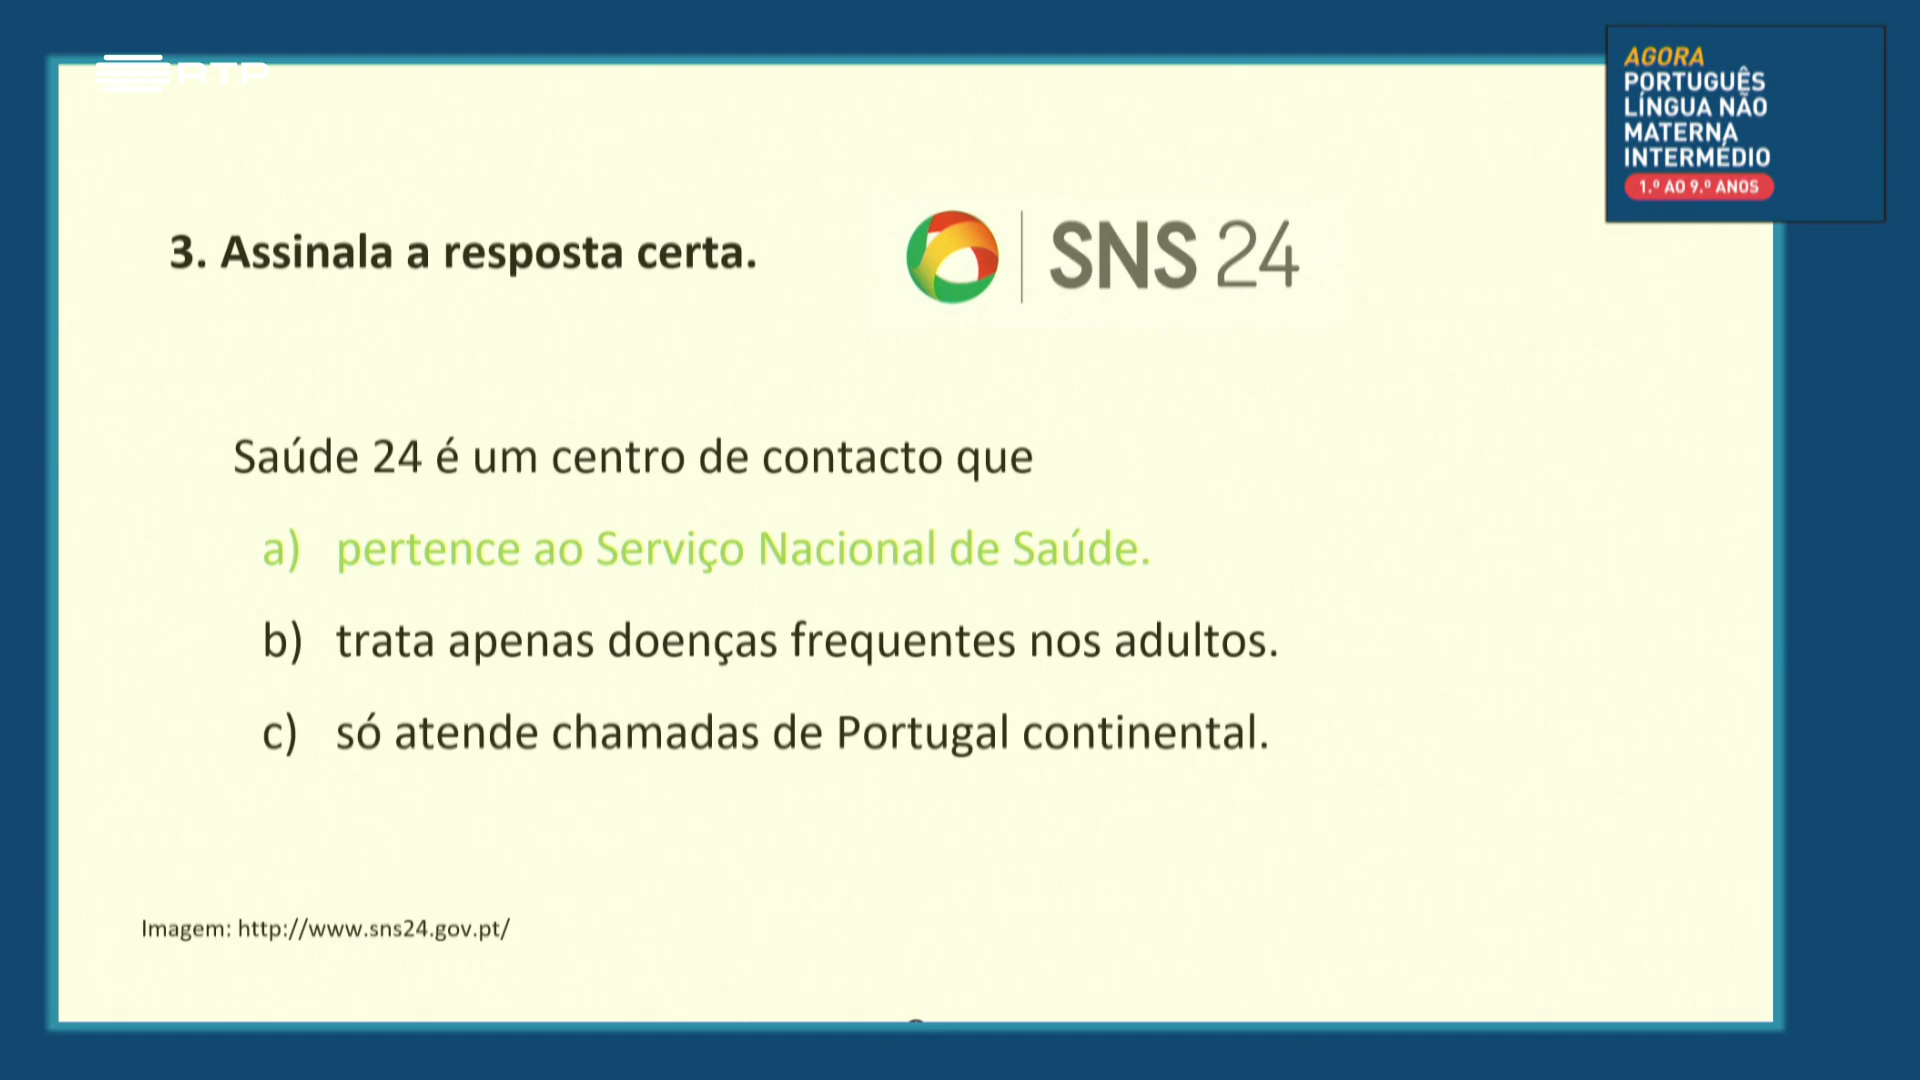 RTP
AGORA
PORTUGUÊS
LÍNGUA NÃO
MATERNA
INTERMÉDIO
1.º AO 9.º ANOS
3. Assinala a resposta certa.
SNS 24
Saúde 24 é um centro de contacto que
a) pertence ao Serviço Nacional de Saúde.
b) trata apenas doenças frequentes nos adultos.
c) só atende chamadas de Portugal continental.
Imagem: http://www.sns24.gov.pt/